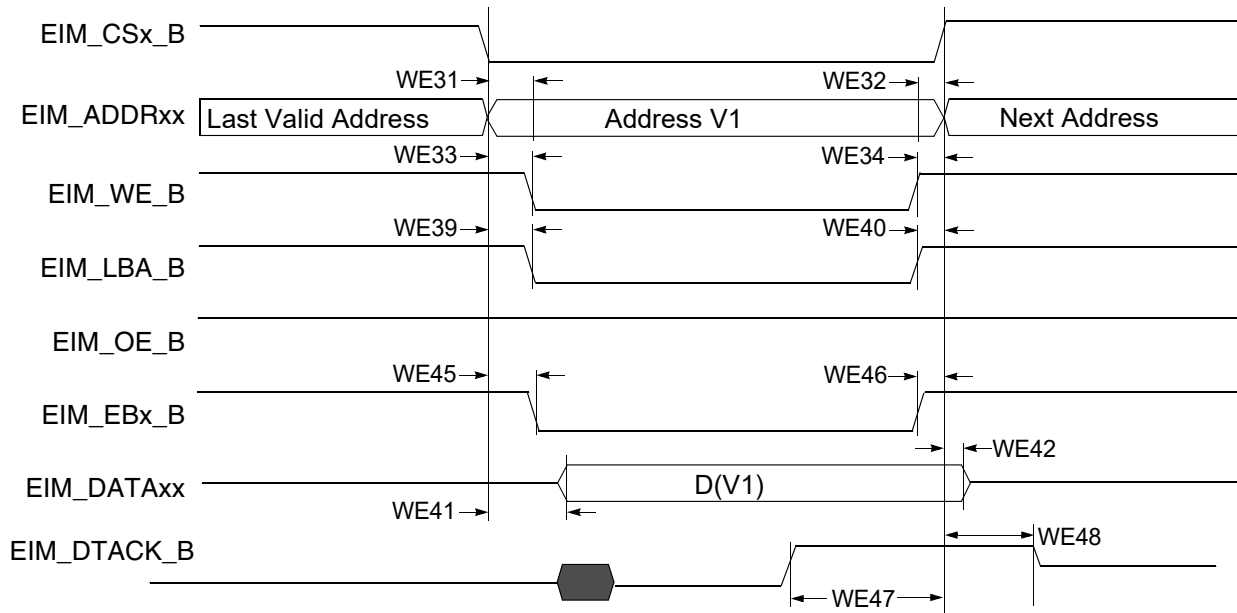 EIM_CSx_B
WE31
WE32
EIM_ADDRxx
Last Valid Address
Address V1
Next Address
WE33
WE34
EIM_WE_B
WE39
WE40
EIM_LBA_B
EIM_OE_B
WE45
WE46
EIM_EBx_B
WE42
EIM_DATAxx
D(V1)
WE41
EIM_DTACK_B
WE48
WE47